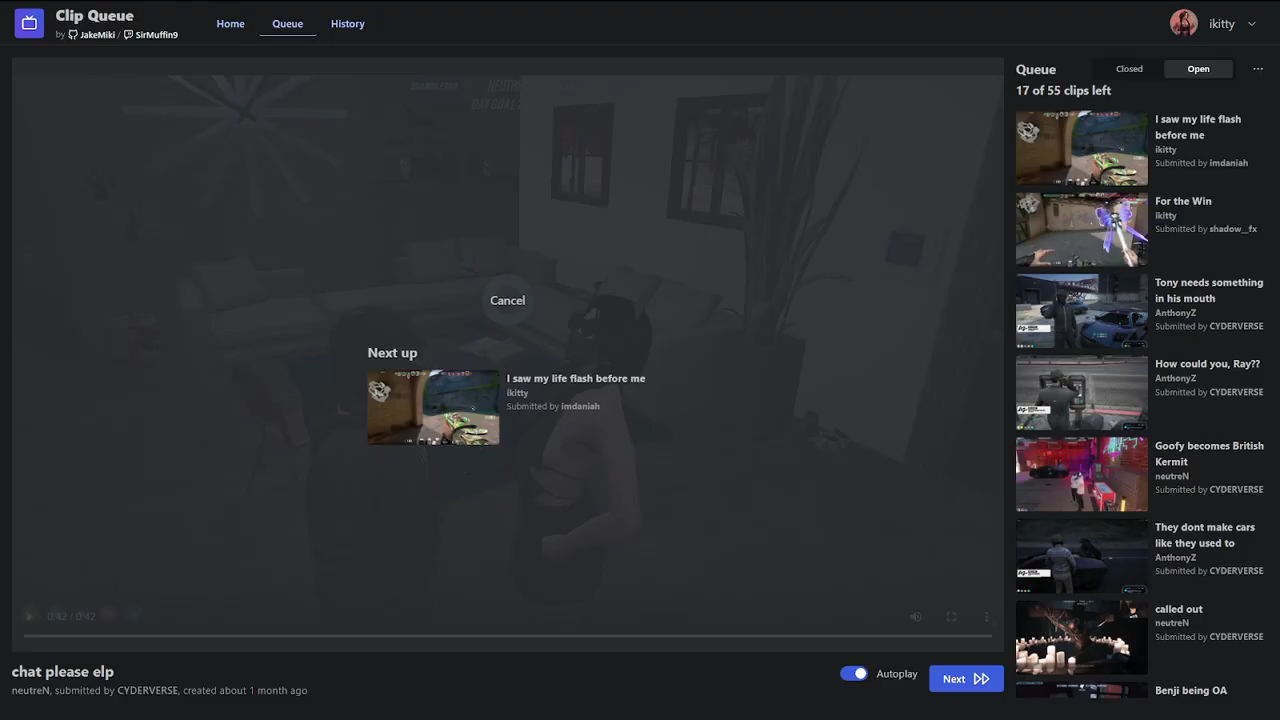 Clip Queue
by JakeMiki / SirMuffin9
Home
Queue
History
ikitty
Queue
Closed
Open
17 of 55 clips left
I saw my life flash
before me
ikitty
Submitted by imdaniah
For the Win
ikitty
Submitted by shadow__fx
Tony needs something
in his mouth
AnthonyZ
Submitted by CYDERVERSE
How could you, Ray??
AnthonyZ
Submitted by CYDERVERSE
Goofy becomes British
Kermit
neutreN
Submitted by CYDERVERSE
They dont make cars
like they used to
AnthonyZ
Submitted by CYDERVERSE
called out
neutreN
Submitted by CYDERVERSE
Benji being OA
Cancel
Next up
I saw my life flash before me
ikitty
Submitted by imdaniah
0:42 / 0:42
chat please elp
neutreN, submitted by CYDERVERSE, created about 1 month ago
Autoplay
Next